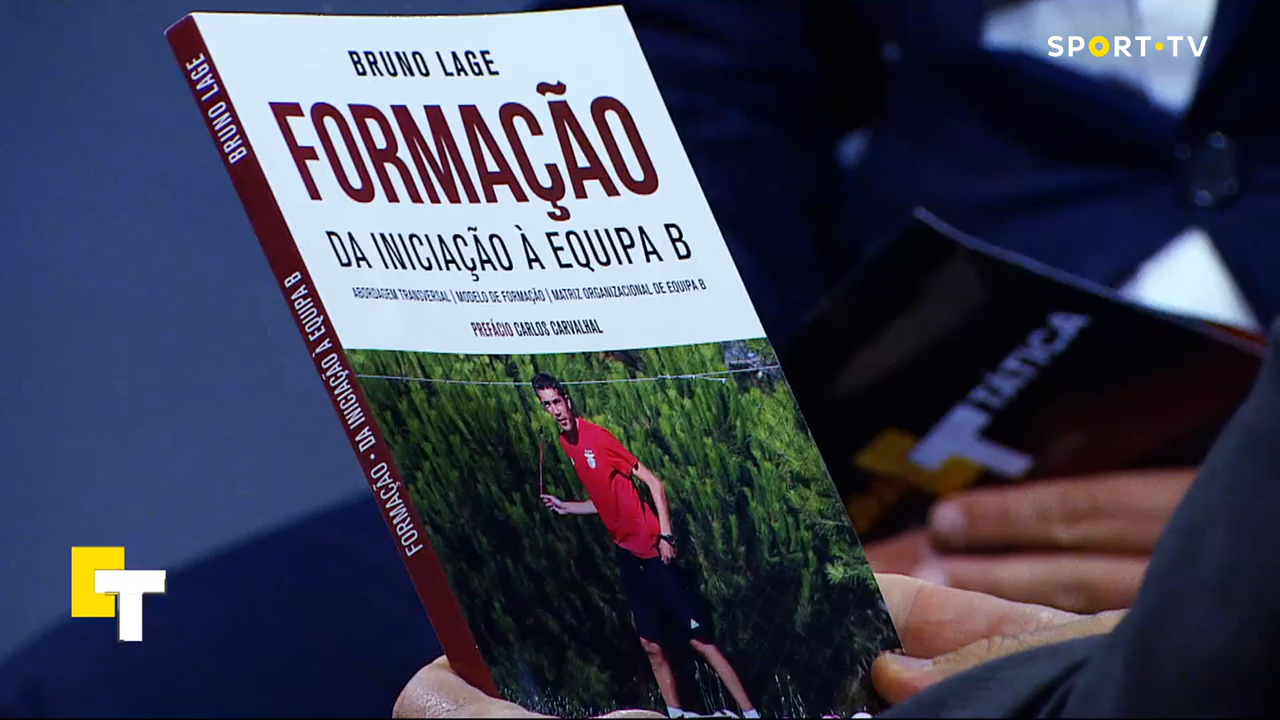 SPORT•TV
BRUNO LAGE
FORMAÇÃO
DA INICIAÇÃO À EQUIPA B
ABORDAGEM TRANSVERSAL | MODELO DE FORMAÇÃO | MATRIZ ORGANIZACIONAL DE EQUIPA B
PREFÁCIO CARLOS CARVALHAL
BRUNO LAGE
FORMAÇÃO • DA INICIAÇÃO À EQUIPA B
T TÁTICA
T